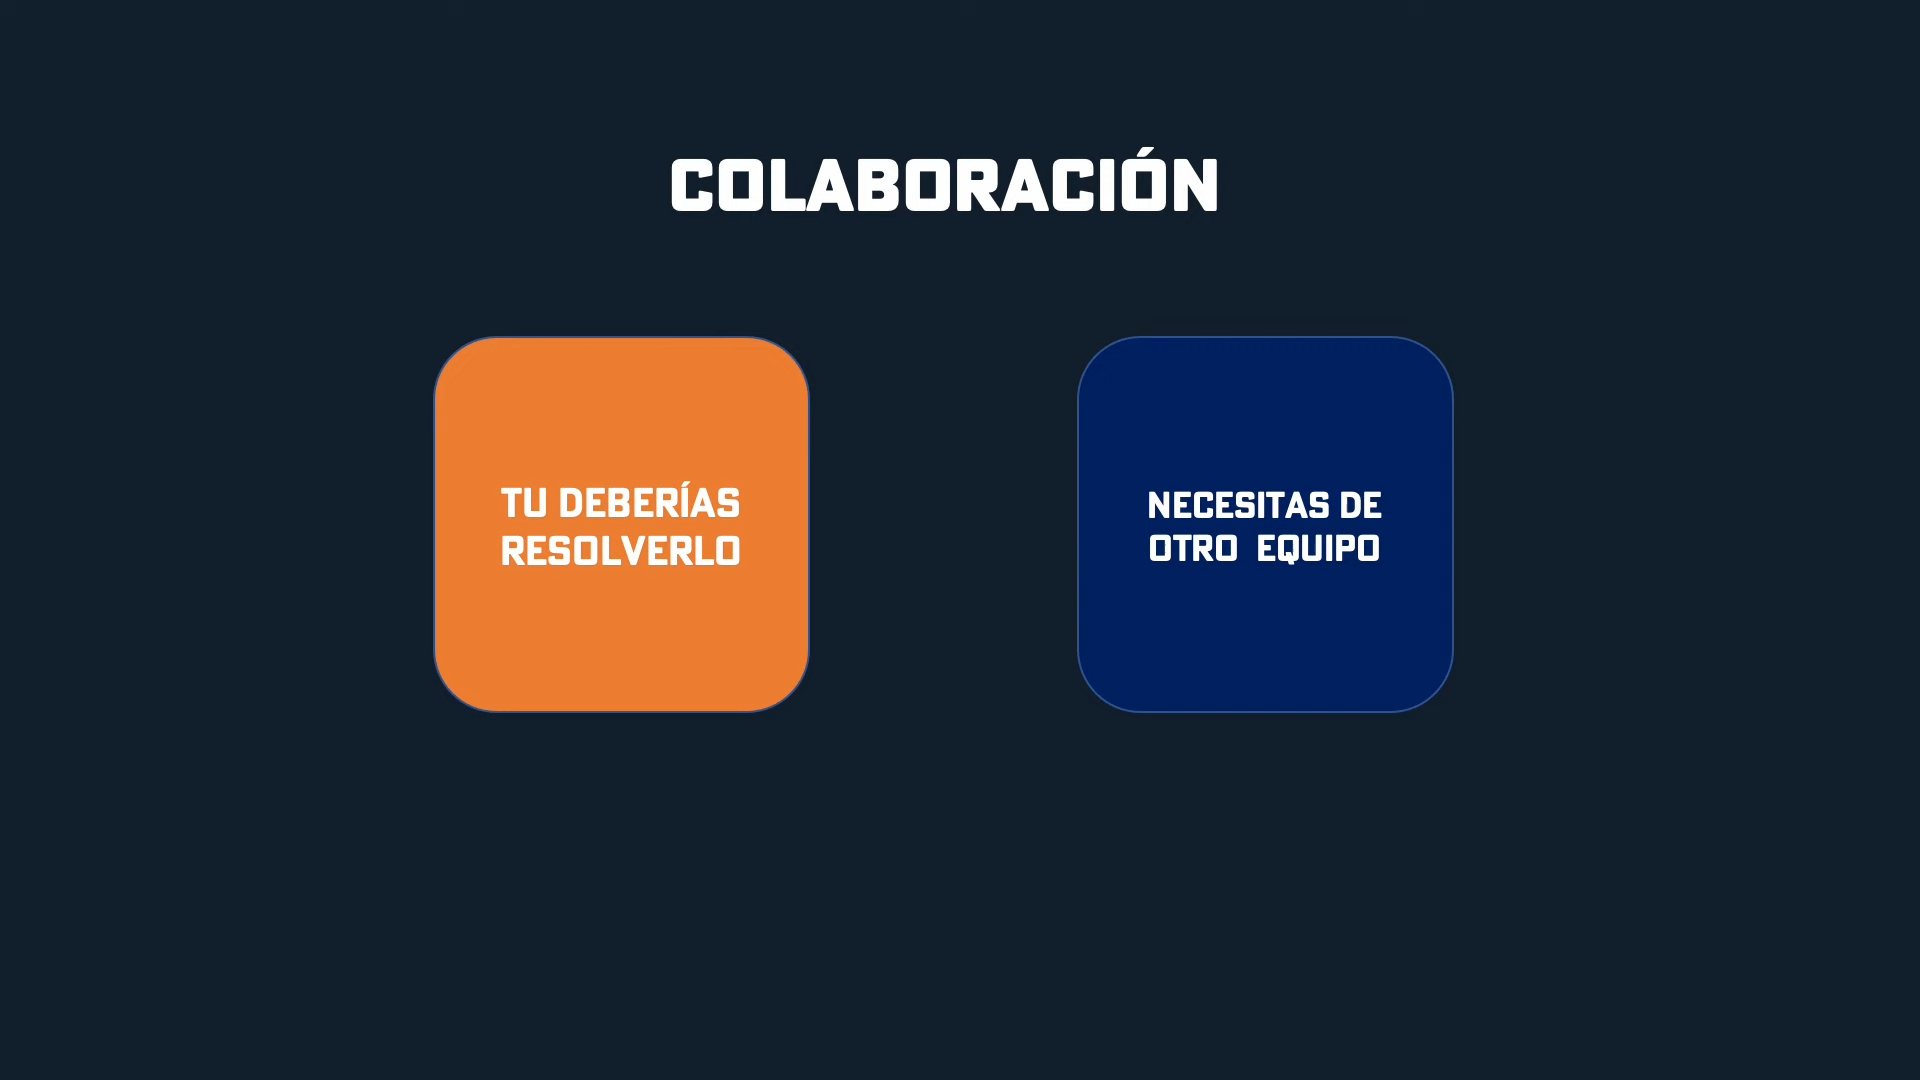 COLABORACIÓN
TU DEBERÍAS
RESOLVERLO
NECESITAS DE
OTRO  EQUIPO